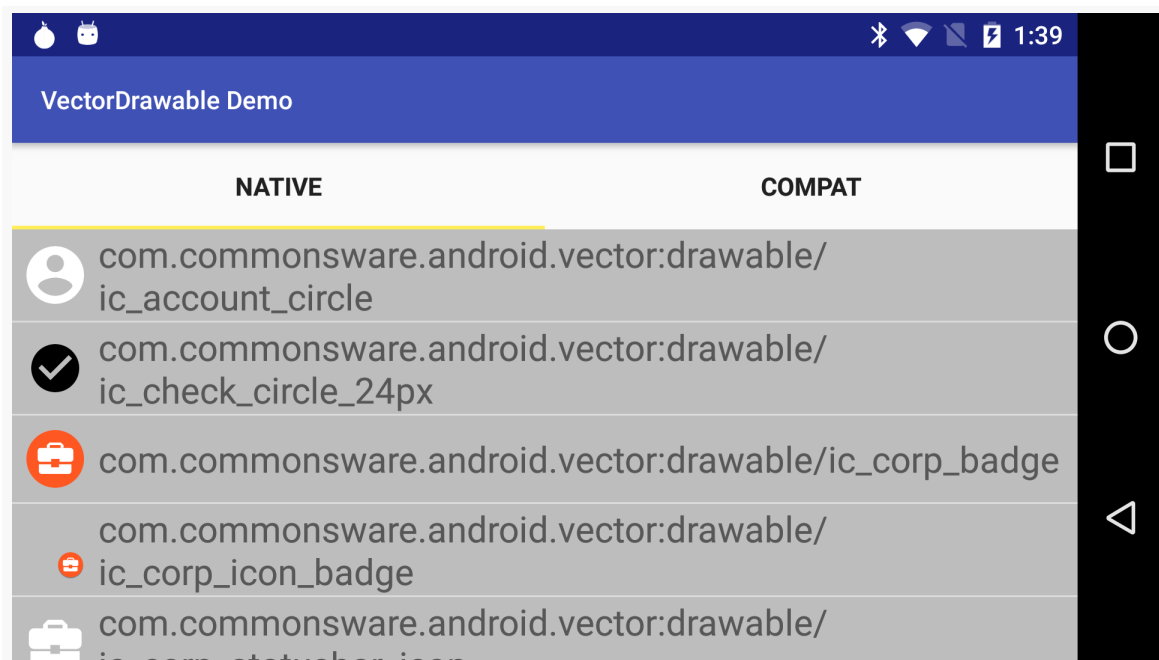 1:39
VectorDrawable Demo
NATIVE
COMPAT
com.commonsware.android.vector:drawable/
ic_account_circle
com.commonsware.android.vector:drawable/
ic_check_circle_24px
com.commonsware.android.vector:drawable/ic_corp_badge
com.commonsware.android.vector:drawable/
ic_corp_icon_badge
com.commonsware.android.vector:drawable/
ic_corp_statusbar_icon